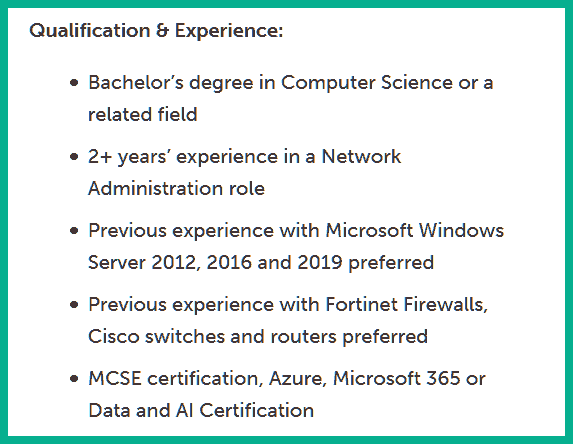 Qualification & Experience:
• Bachelor’s degree in Computer Science or a
related field
• 2+ years’ experience in a Network
Administration role
• Previous experience with Microsoft Windows
Server 2012, 2016 and 2019 preferred
• Previous experience with Fortinet Firewalls,
Cisco switches and routers preferred
• MCSE certification, Azure, Microsoft 365 or
Data and AI Certification